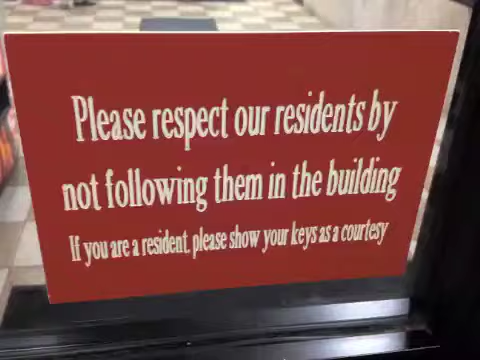 Please respect our residents by
not following them in the building
If you are a resident, please show your keys as a courtesy